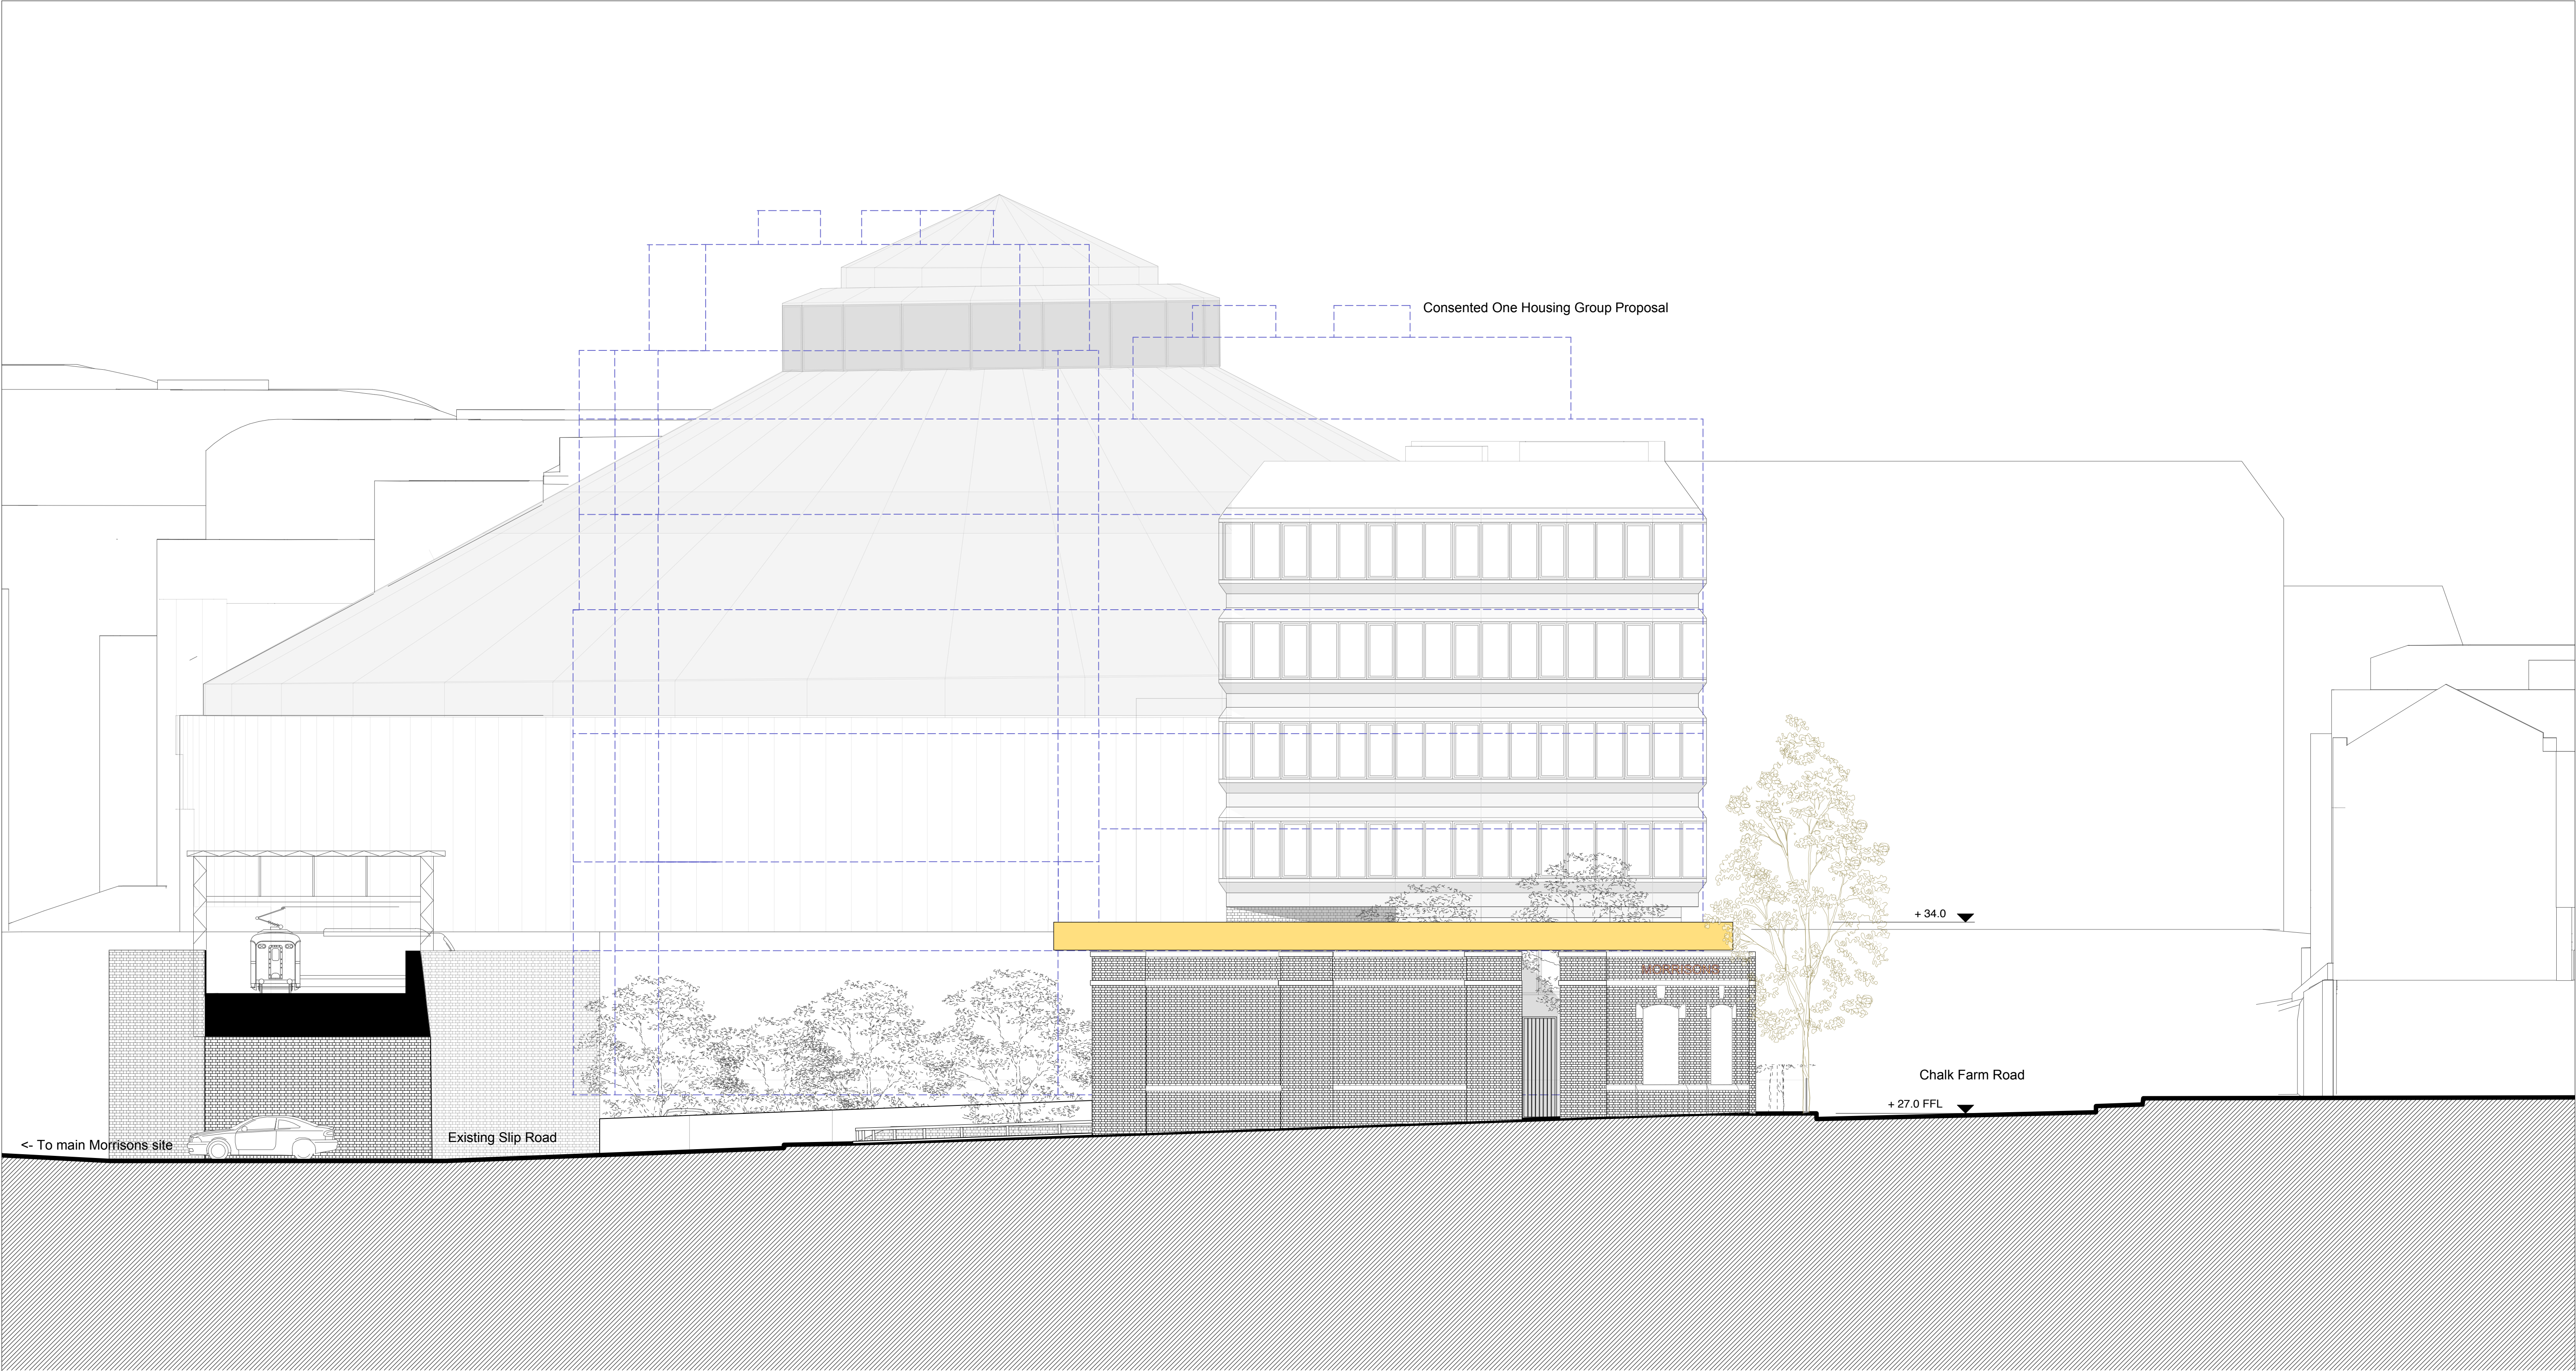 Consented One Housing Group Proposal
+ 34.0
MORRISONS
Chalk Farm Road
+ 27.0 FFL
Existing Slip Road
<- To main Morrisons site